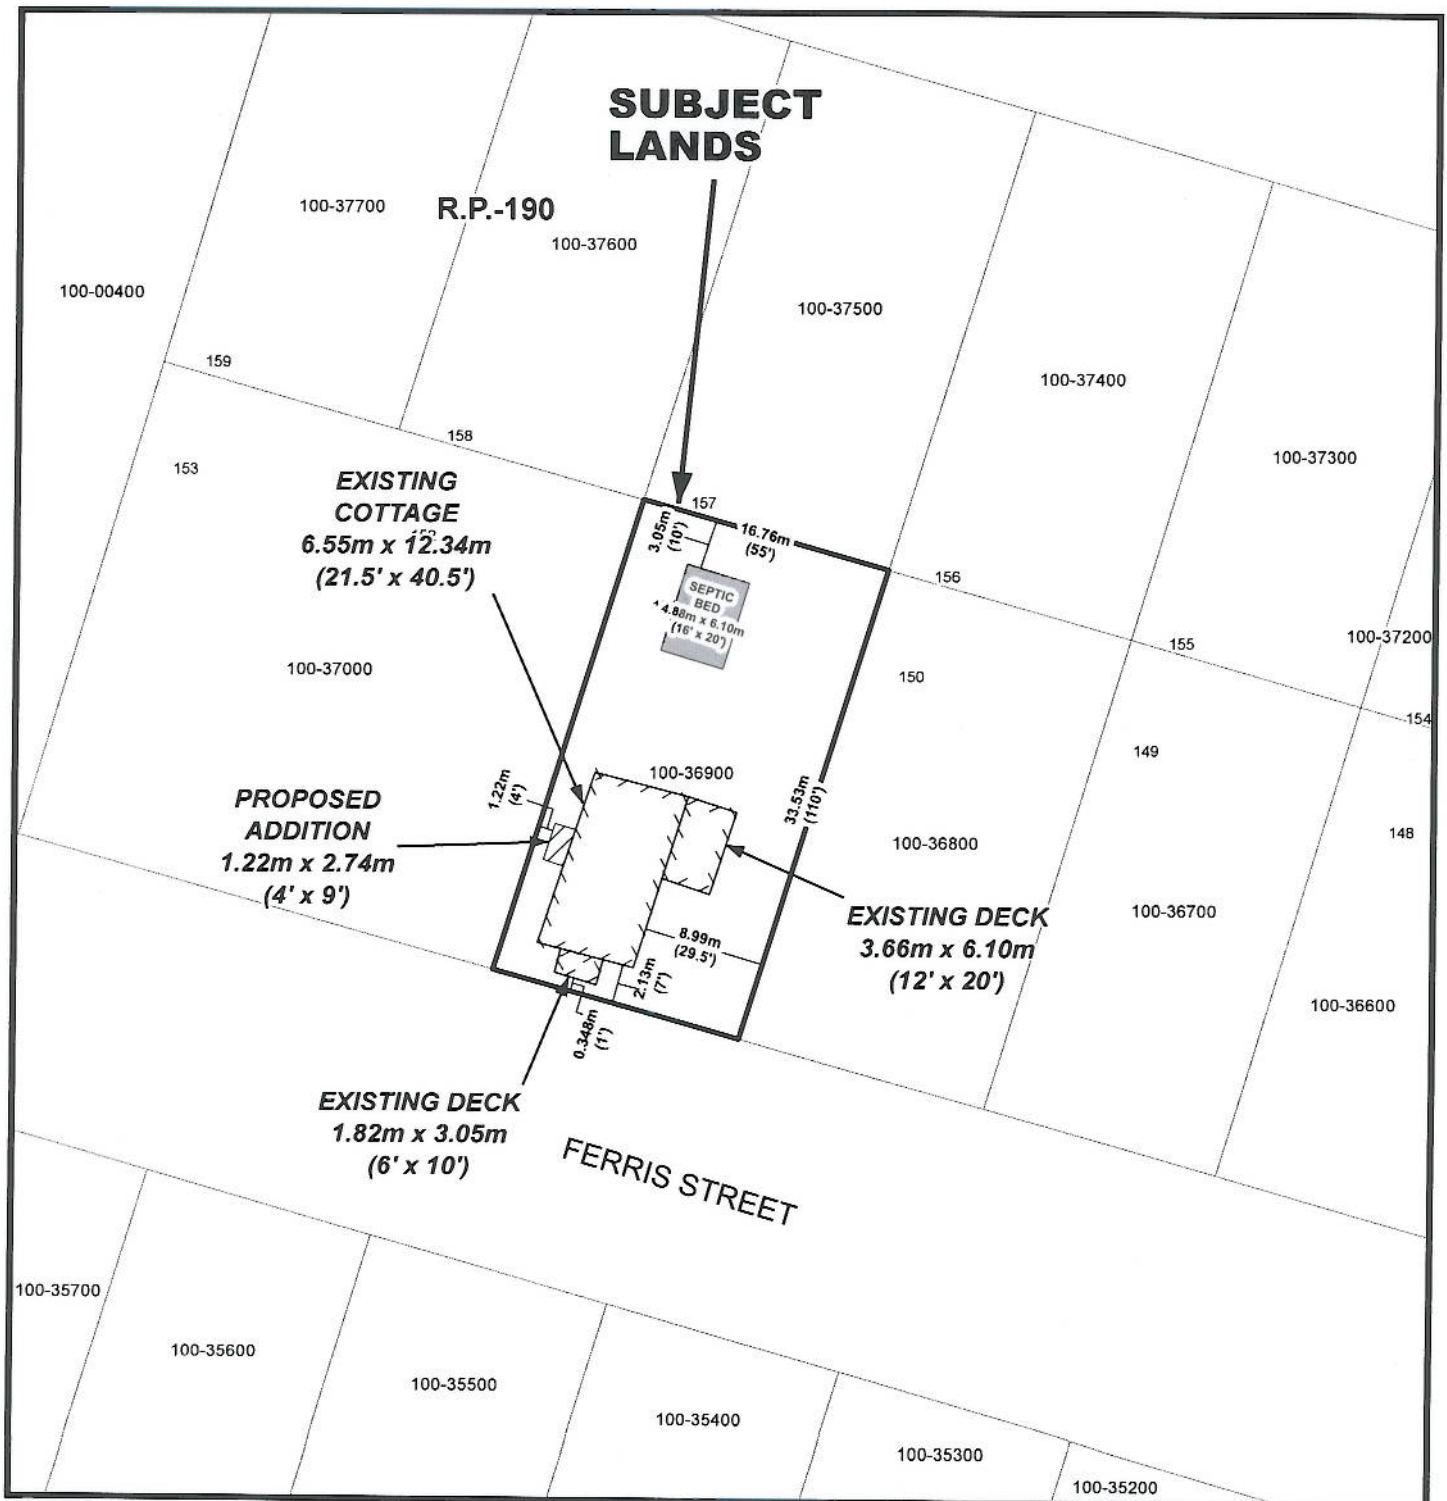 SUBJECT
LANDS
100-37700
R.P.-190
100-37600
100-00400
100-37500
100-37400
159
158
153
100-37300
EXISTING
COTTAGE
6.55m x 12.34m
(21.5' x 40.5')
157
3.05m
(10')
16.76m
(55')
156
SEPTIC
BED
4.88m x 6.10m
(16' x 20')
155
100-37200
100-37000
150
154
149
100-36900
1.22m
(4')
33.53m
(110')
PROPOSED
ADDITION
1.22m x 2.74m
(4' x 9')
100-36800
148
100-36700
EXISTING DECK
3.66m x 6.10m
(12' x 20')
8.99m
(29.5')
2.13m
(7')
100-36600
0.348m
(1')
EXISTING DECK
1.82m x 3.05m
(6' x 10')
FERRIS STREET
100-35700
100-35600
100-35500
100-35400
100-35300
100-35200